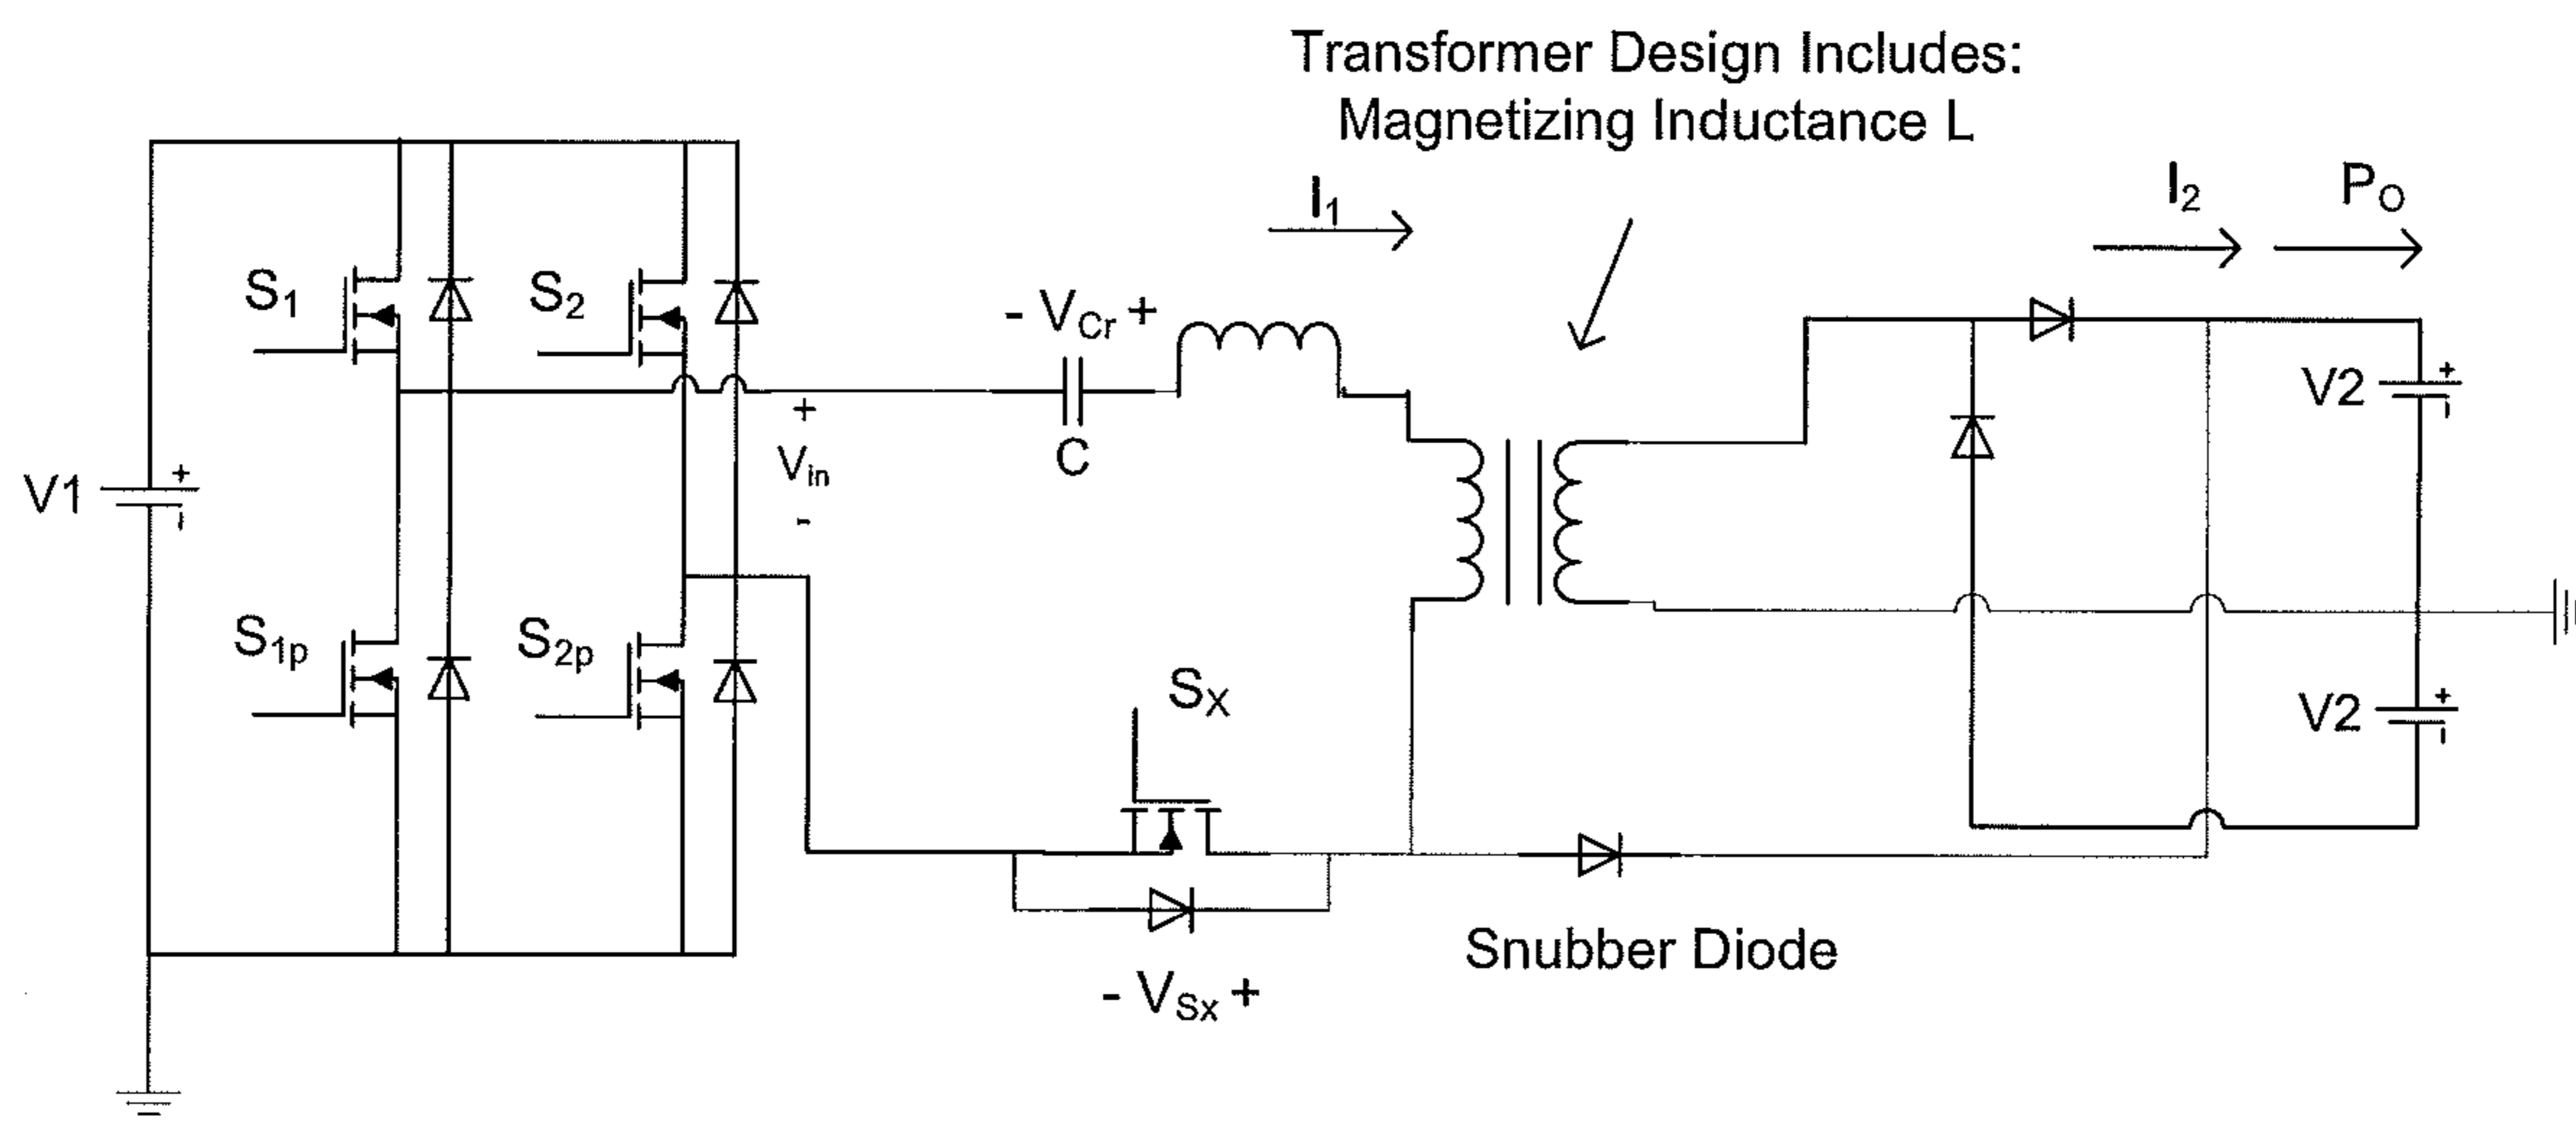 Transformer Design Includes:
Magnetizing Inductance L
I1
I2
PO
S1
S2
- VCr +
C
+
Vin
-
V1
+
-
V2
+
-
S1p
S2p
SX
V2
+
-
- VSx +
Snubber Diode